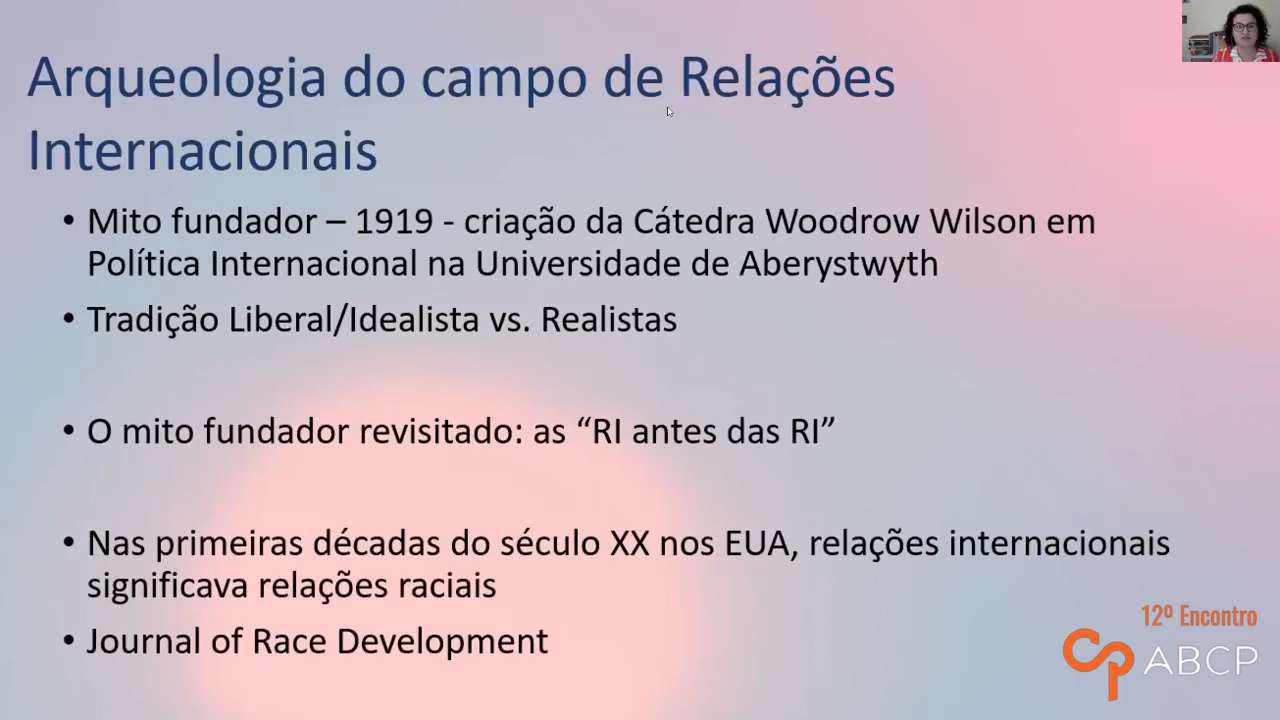 Arqueologia do campo de Relações
Internacionais
• Mito fundador – 1919 - criação da Cátedra Woodrow Wilson em
Política Internacional na Universidade de Aberystwyth
• Tradição Liberal/Idealista vs. Realistas
• O mito fundador revisitado: as “RI antes das RI”
• Nas primeiras décadas do século XX nos EUA, relações internacionais
significava relações raciais
• Journal of Race Development
12º Encontro
CP ABCP